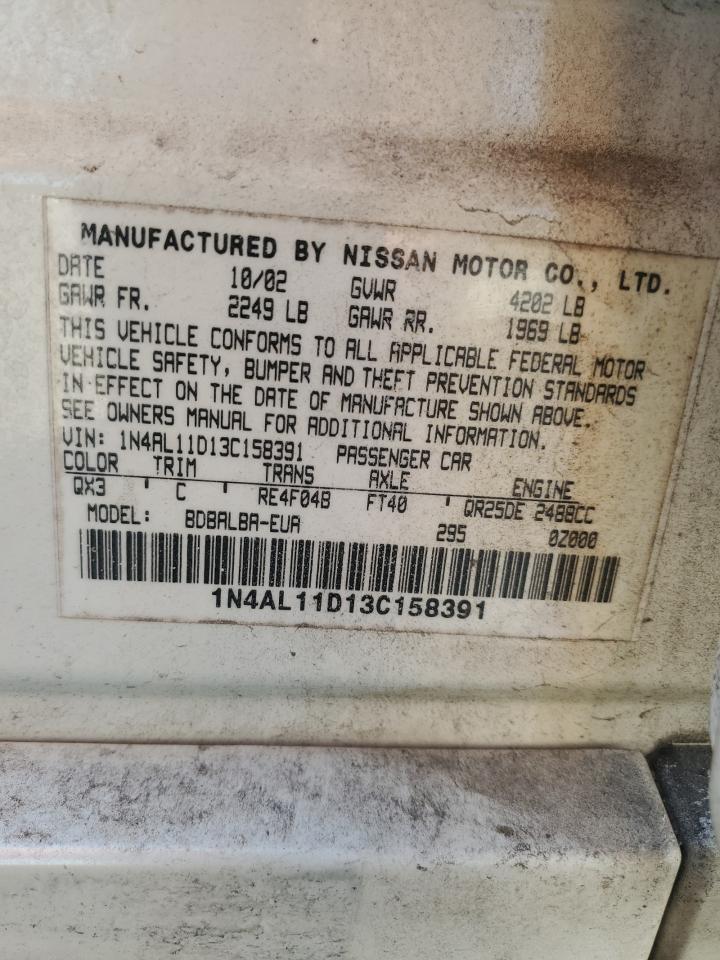 MANUFACTURED BY NISSAN MOTOR CO., LTD.
DATE 10/02 GVWR 4202 LB
GAWR FR. 2249 LB GAWR RR. 1969 LB
THIS VEHICLE CONFORMS TO ALL APPLICABLE FEDERAL MOTOR
VEHICLE SAFETY, BUMPER AND THEFT PREVENTION STANDARDS
IN EFFECT ON THE DATE OF MANUFACTURE SHOWN ABOVE.
SEE OWNERS MANUAL FOR ADDITIONAL INFORMATION.
VIN: 1N4AL11D13C158391 PASSENGER CAR
COLOR TRIM TRANS AXLE ENGINE
QX3 ' C ' RE4F04B FT40 ' QR25DE 2488CC
MODEL: BDBALBA-EUA 295 0Z000
1N4AL11D13C158391